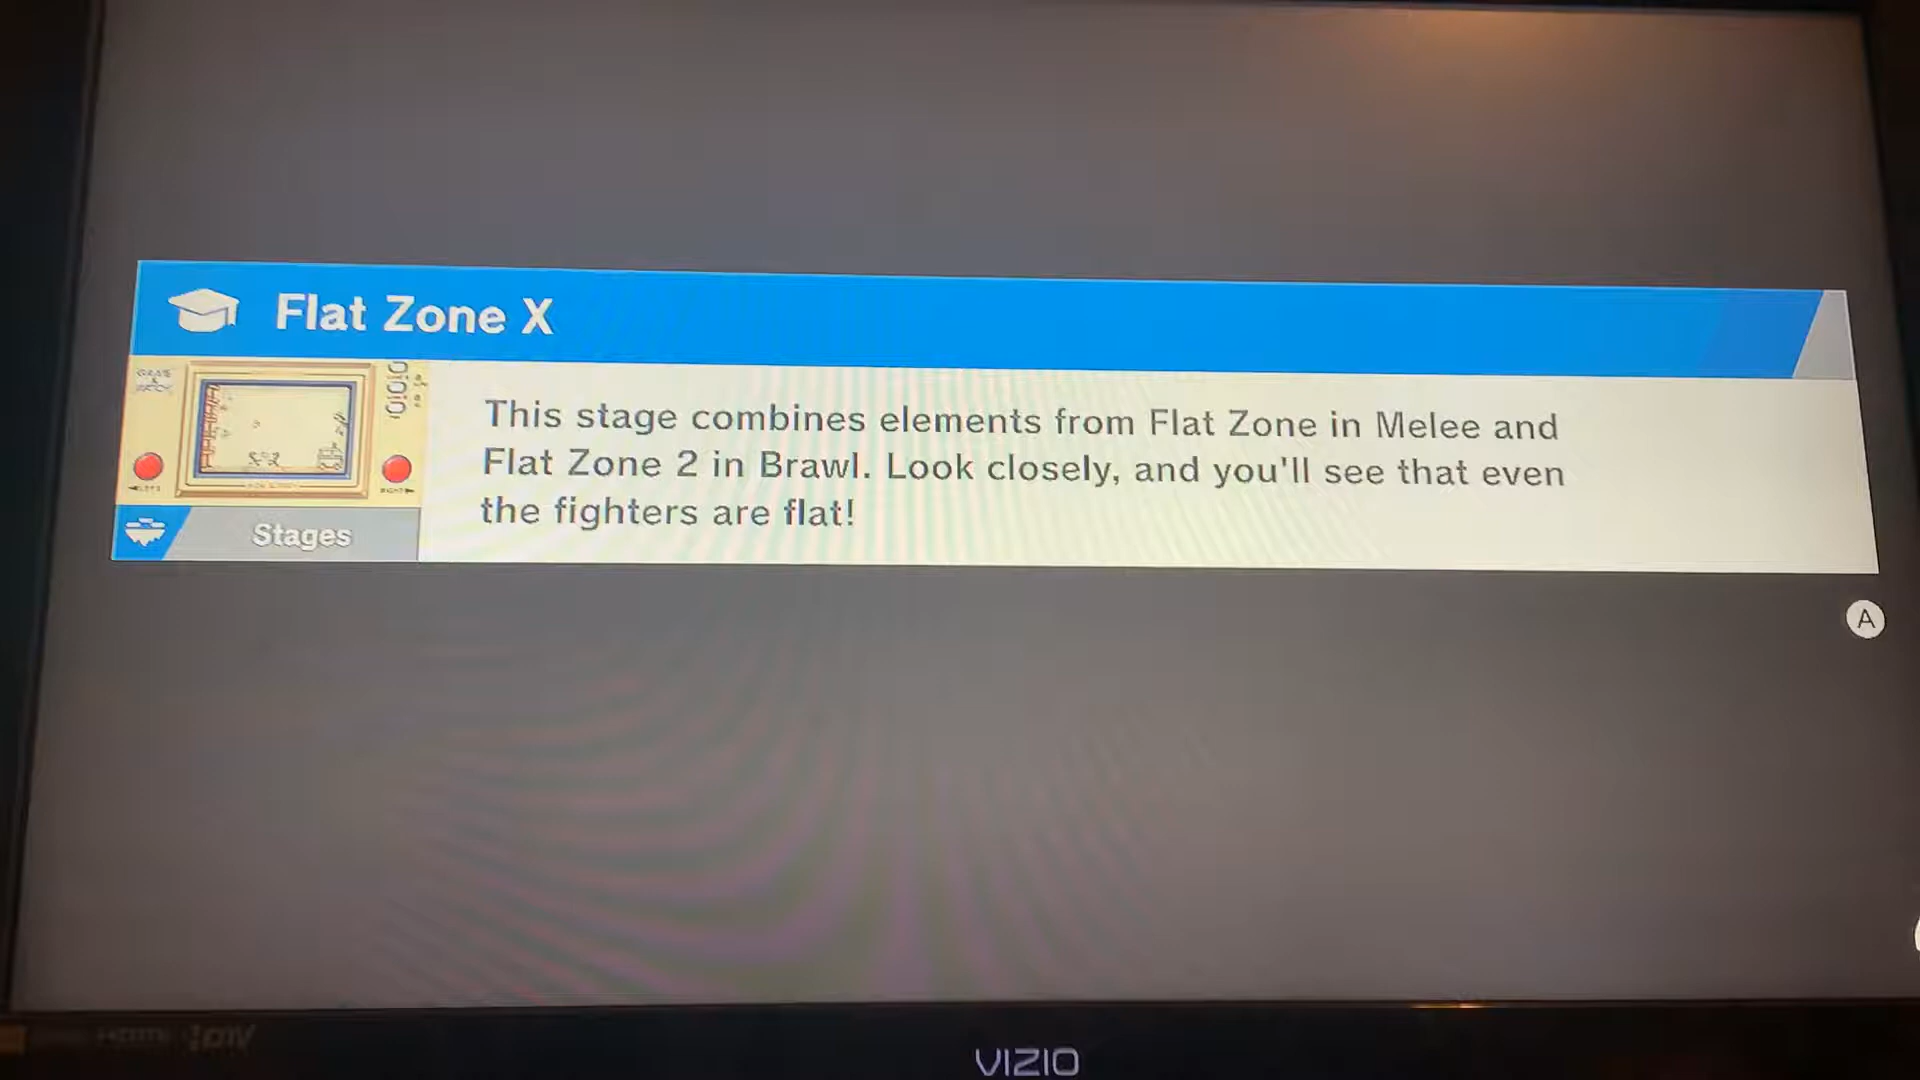 Flat Zone X
This stage combines elements from Flat Zone in Melee and
Flat Zone 2 in Brawl. Look closely, and you'll see that even
the fighters are flat!
Stages
A
VIZIO